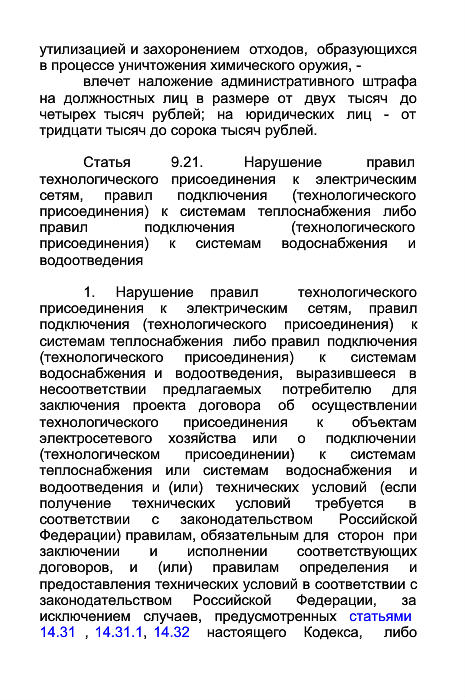 утилизацией и захоронением отходов, образующихся
в процессе уничтожения химического оружия, -
влечет наложение административного штрафа
на должностных лиц в размере от двух тысяч до
четырех тысяч рублей; на юридических лиц - от
тридцати тысяч до сорока тысяч рублей.
Статья 9.21. Нарушение правил
технологического присоединения к электрическим
сетям, правил подключения (технологического
присоединения) к системам теплоснабжения либо
правил подключения (технологического
присоединения) к системам водоснабжения и
водоотведения
1. Нарушение правил технологического
присоединения к электрическим сетям, правил
подключения (технологического присоединения) к
системам теплоснабжения либо правил подключения
(технологического присоединения) к системам
водоснабжения и водоотведения, выразившееся в
несоответствии предлагаемых потребителю для
заключения проекта договора об осуществлении
технологического присоединения к объектам
электросетевого хозяйства или о подключении
(технологическом присоединении) к системам
теплоснабжения или системам водоснабжения и
водоотведения и (или) технических условий (если
получение технических условий требуется в
соответствии с законодательством Российской
Федерации) правилам, обязательным для сторон при
заключении и исполнении соответствующих
договоров, и (или) правилам определения и
предоставления технических условий в соответствии с
законодательством Российской Федерации, за
исключением случаев, предусмотренных статьями
14.31 , 14.31.1, 14.32 настоящего Кодекса, либо